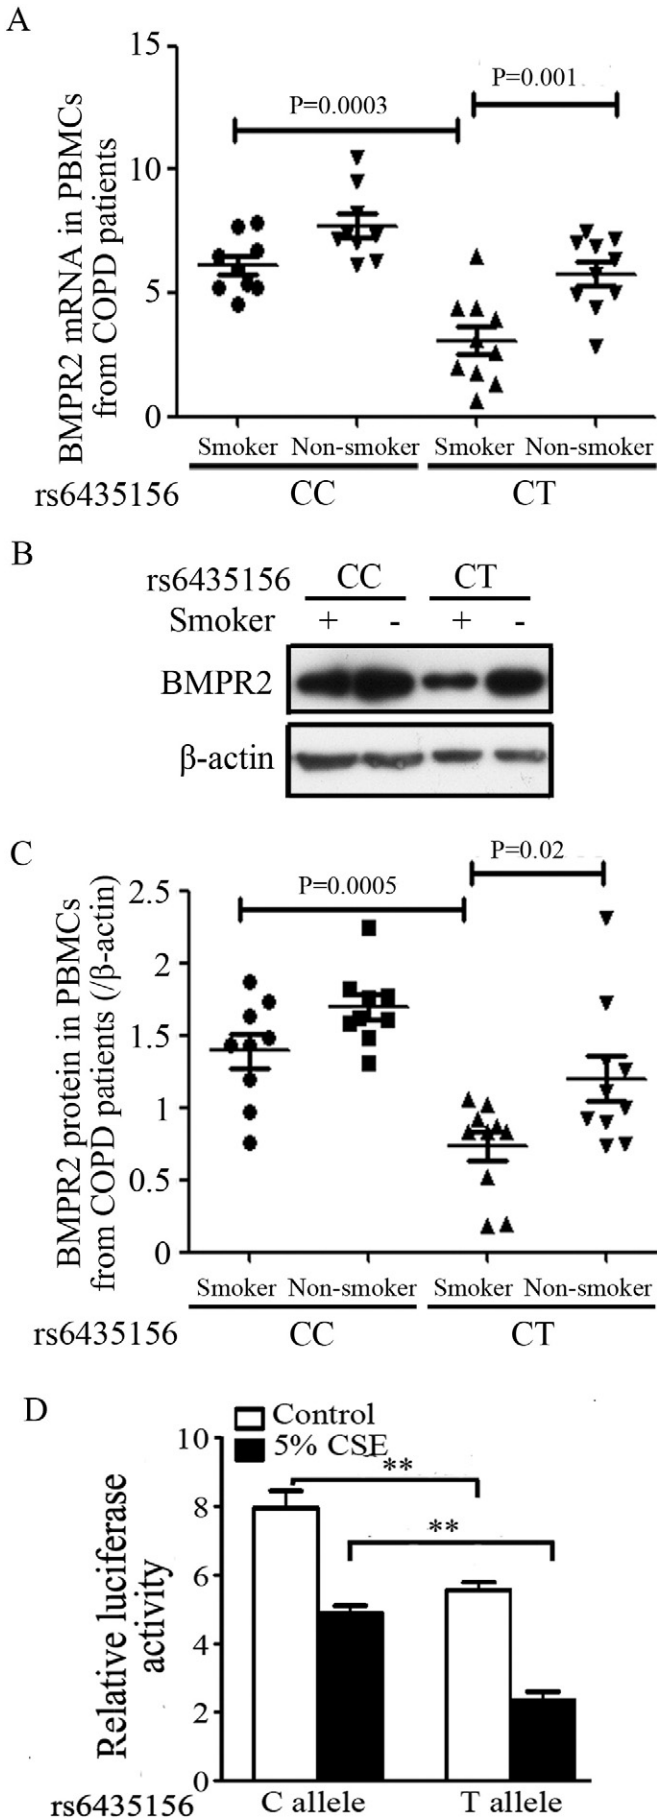 A
15
P=0.001
P=0.0003
10
5
0
BMPR2 mRNA in PBMCs
from COPD patients
Smoker Non-smoker Smoker Non-smoker
rs6435156 CC CT
B
rs6435156 CC CT
Smoker + - + -
BMPR2
β-actin
C
P=0.02
P=0.0005
2.5
2
1.5
1
0.5
0
BMPR2 protein in PBMCs
from COPD patients (/β-actin)
Smoker Non-smoker Smoker Non-smoker
rs6435156 CC CT
D
Control
5% CSE
**
**
10
8
6
4
2
0
Relative luciferase
activity
rs6435156 C allele T allele